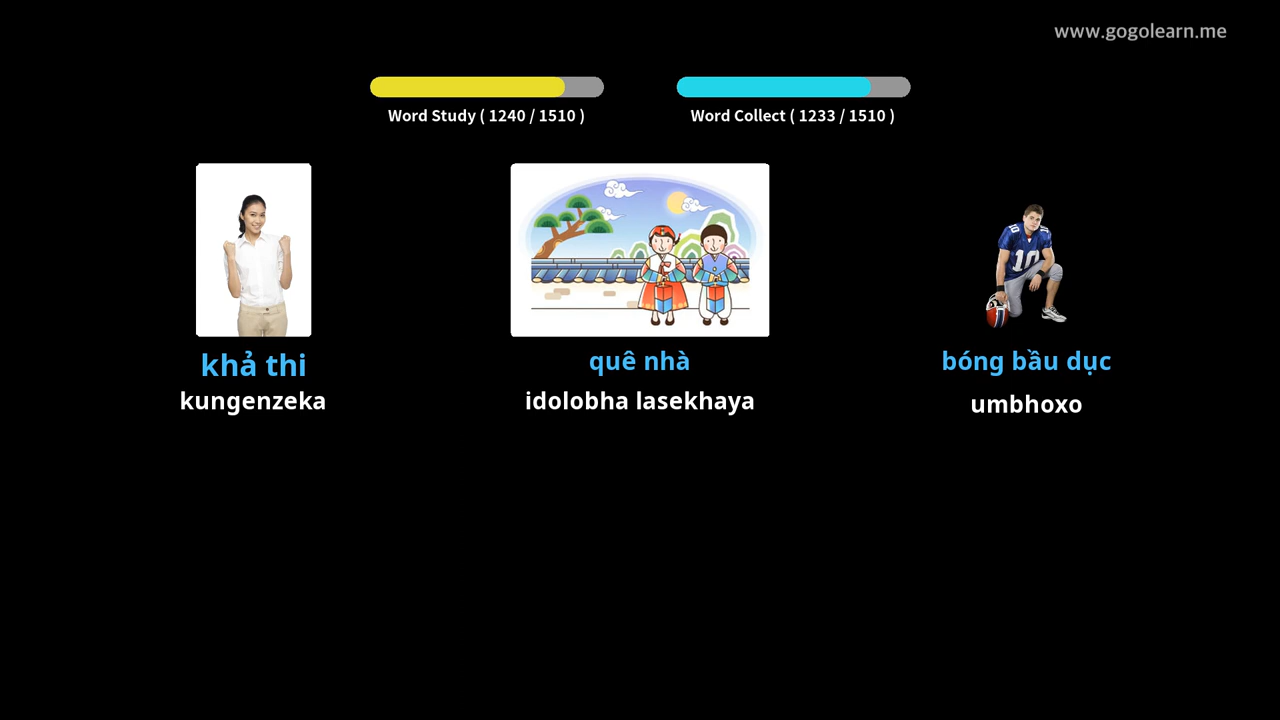 www.gogolearn.me
Word Study ( 1240 / 1510 )
Word Collect ( 1233 / 1510 )
khả thi
kungenzeka
quê nhà
idolobha lasekhaya
bóng bầu dục
umbhoxo
10